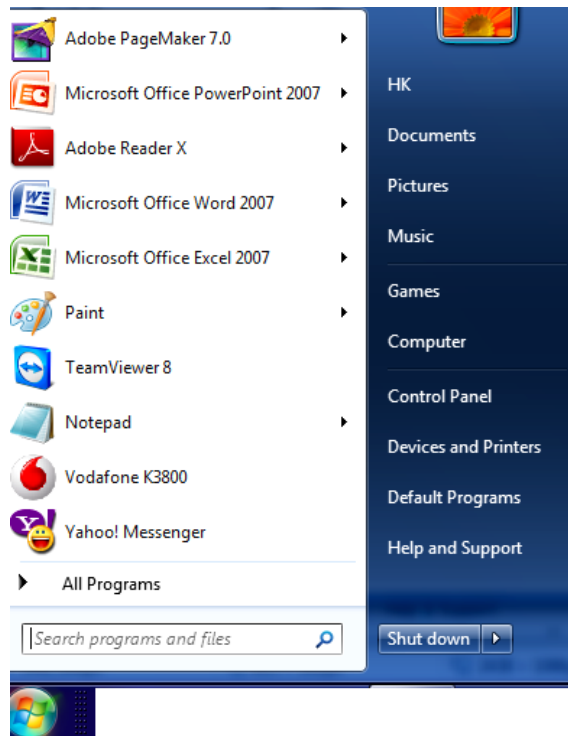 Adobe PageMaker 7.0
Microsoft Office PowerPoint 2007
Adobe Reader X
Microsoft Office Word 2007
Microsoft Office Excel 2007
Paint
TeamViewer 8
Notepad
Vodafone K3800
Yahoo! Messenger
All Programs
Search programs and files
HK
Documents
Pictures
Music
Games
Computer
Control Panel
Devices and Printers
Default Programs
Help and Support
Shut down